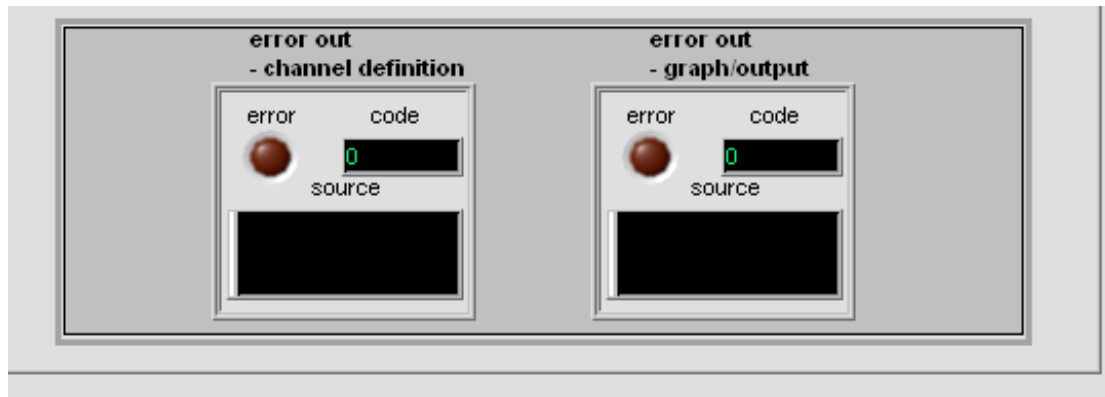 error out
- channel definition
error code
0
source
error out
- graph/output
error code
0
source